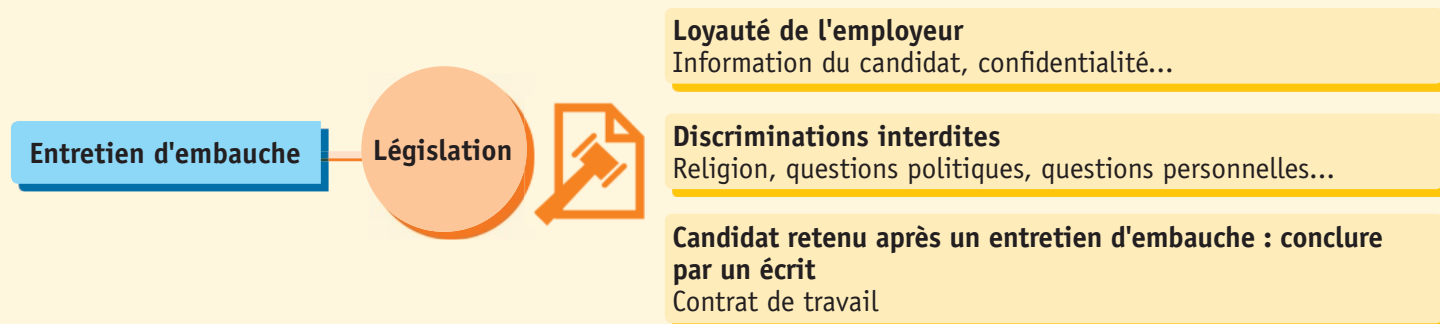 Entretien d'embauche
Législation
Loyauté de l'employeur
Information du candidat, confidentialité...
Discriminations interdites
Religion, questions politiques, questions personnelles...
Candidat retenu après un entretien d'embauche : conclure
par un écrit
Contrat de travail